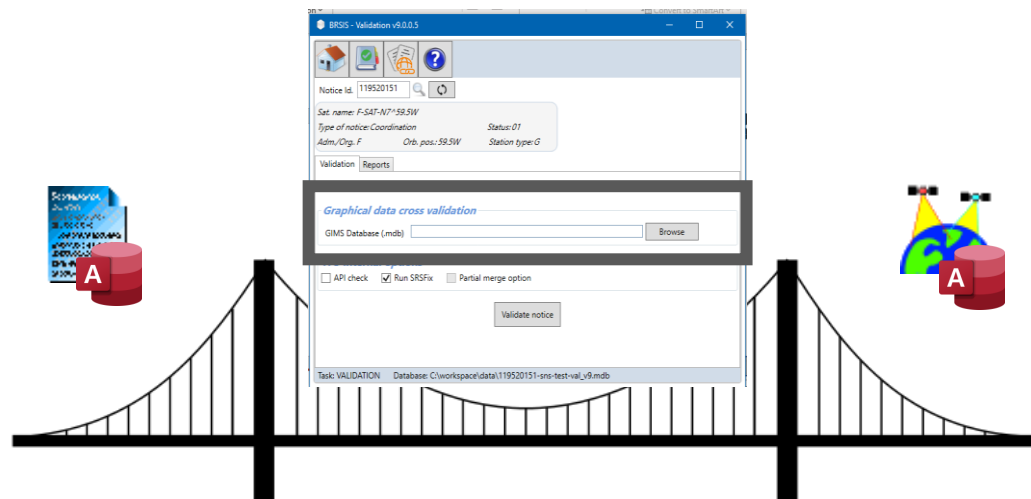 BRSIS - Validation v9.0.0.5
Notice Id. 119520151
Sat. name: F-SAT-N7^59.5W
Type of notice: Coordination Status: 01
Adm./Org. F Orb. pos.: 59.5W Station type: G
Validation Reports
Graphical data cross validation
GIMS Database (.mdb) Browse
API check Run SRSFix Partial merge option
Validate notice
Task: VALIDATION Database: C:\workspace\data\119520151-sns-test-val_v9.mdb
A
A